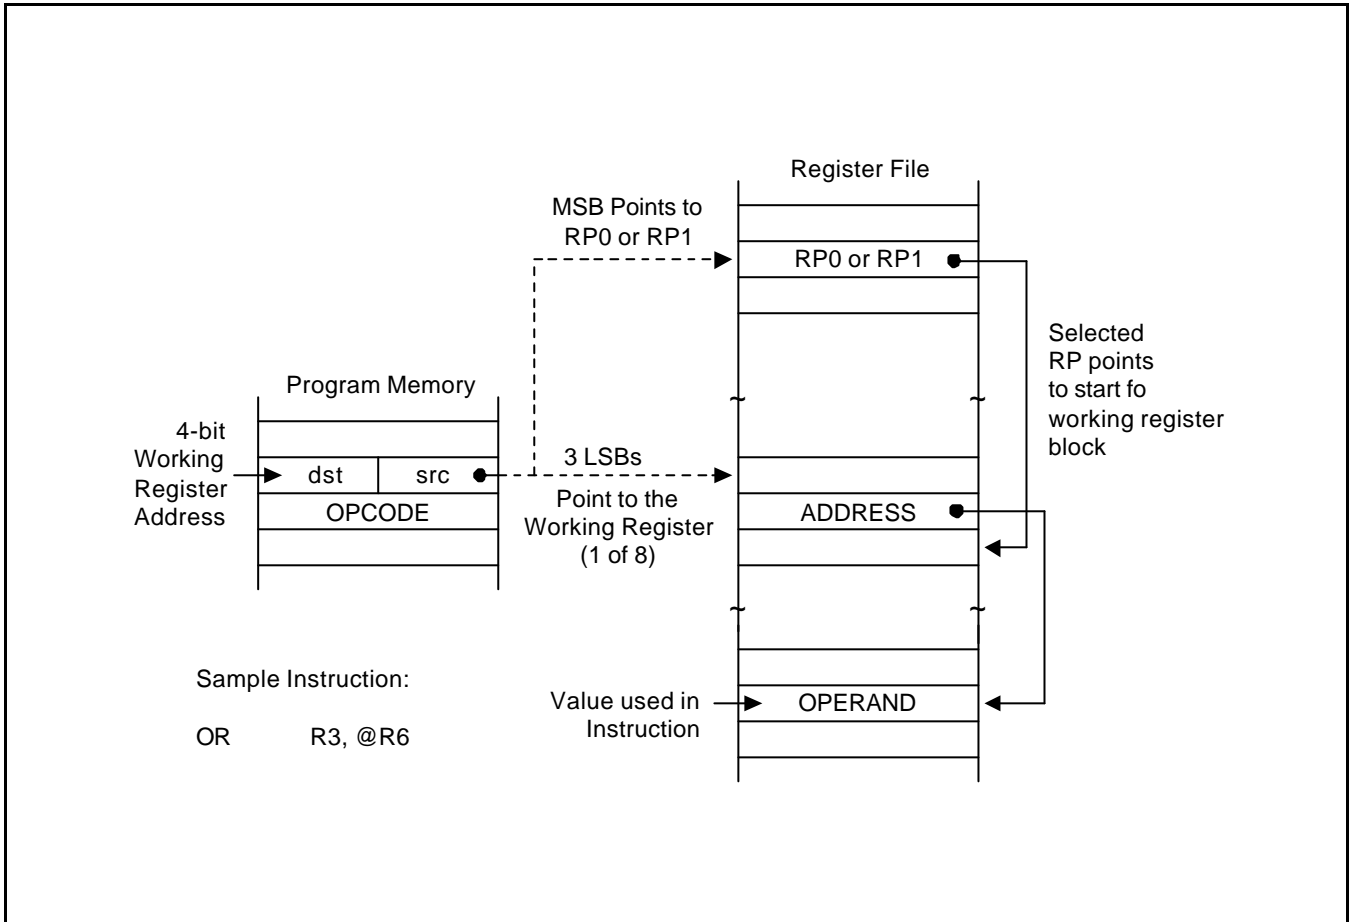 Register File
MSB Points to
RP0 or RP1
RP0 or RP1
Selected
RP points
to start fo
working register
block
Program Memory
4-bit
Working
Register
Address
dst
src
OPCODE
3 LSBs
Point to the
Working Register
(1 of 8)
ADDRESS
~
~
~
~
Sample Instruction:
OR R3, @R6
Value used in
Instruction
OPERAND